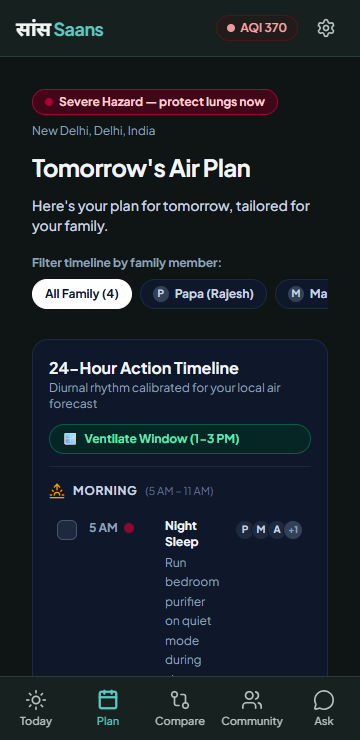 सांस Saans
AQI 370
Severe Hazard — protect lungs now
New Delhi, Delhi, India
Tomorrow's Air Plan
Here's your plan for tomorrow, tailored for
your family.
Filter timeline by family member:
All Family (4)
P Papa (Rajesh)
M Ma
24-Hour Action Timeline
Diurnal rhythm calibrated for your local air
forecast
Ventilate Window (1–3 PM)
MORNING (5 AM – 11 AM)
5 AM
Night
Sleep
P M A +1
Run
bedroom
purifier
on quiet
mode
during
Today
Plan
Compare
Community
Ask